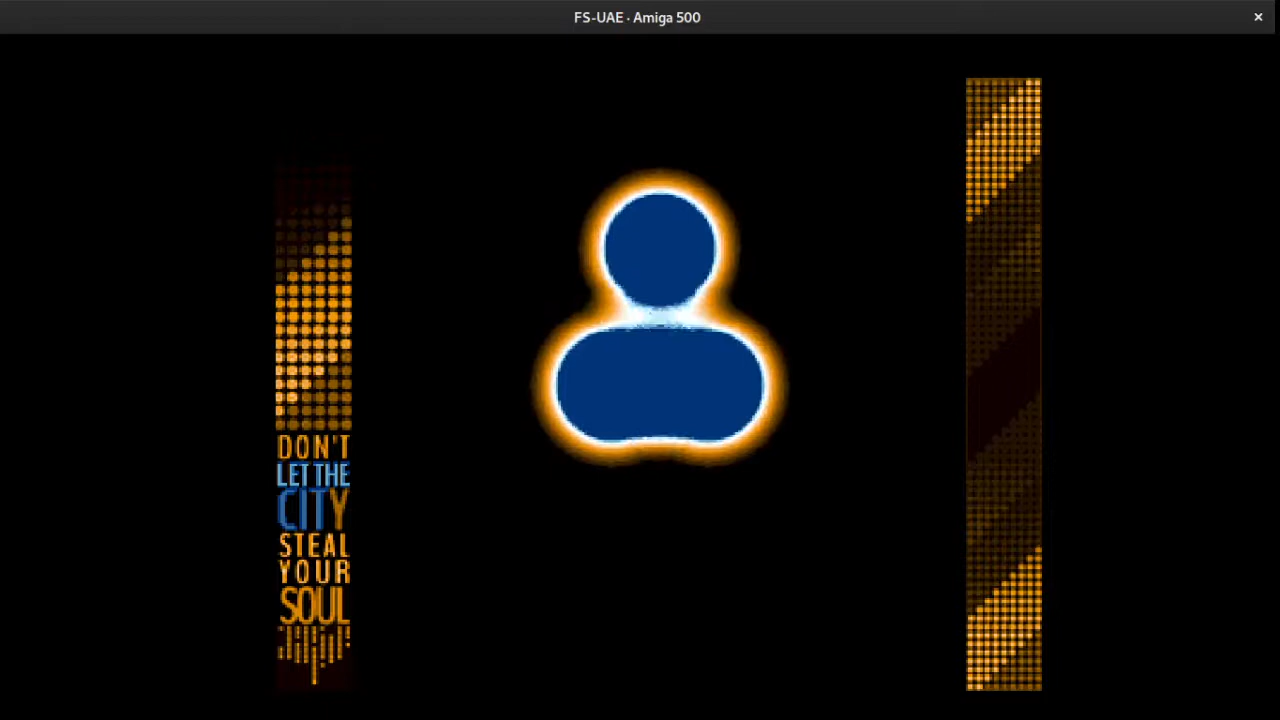 FS-UAE · Amiga 500
DON'T
LET THE
CITY
STEAL
YOUR
SOUL